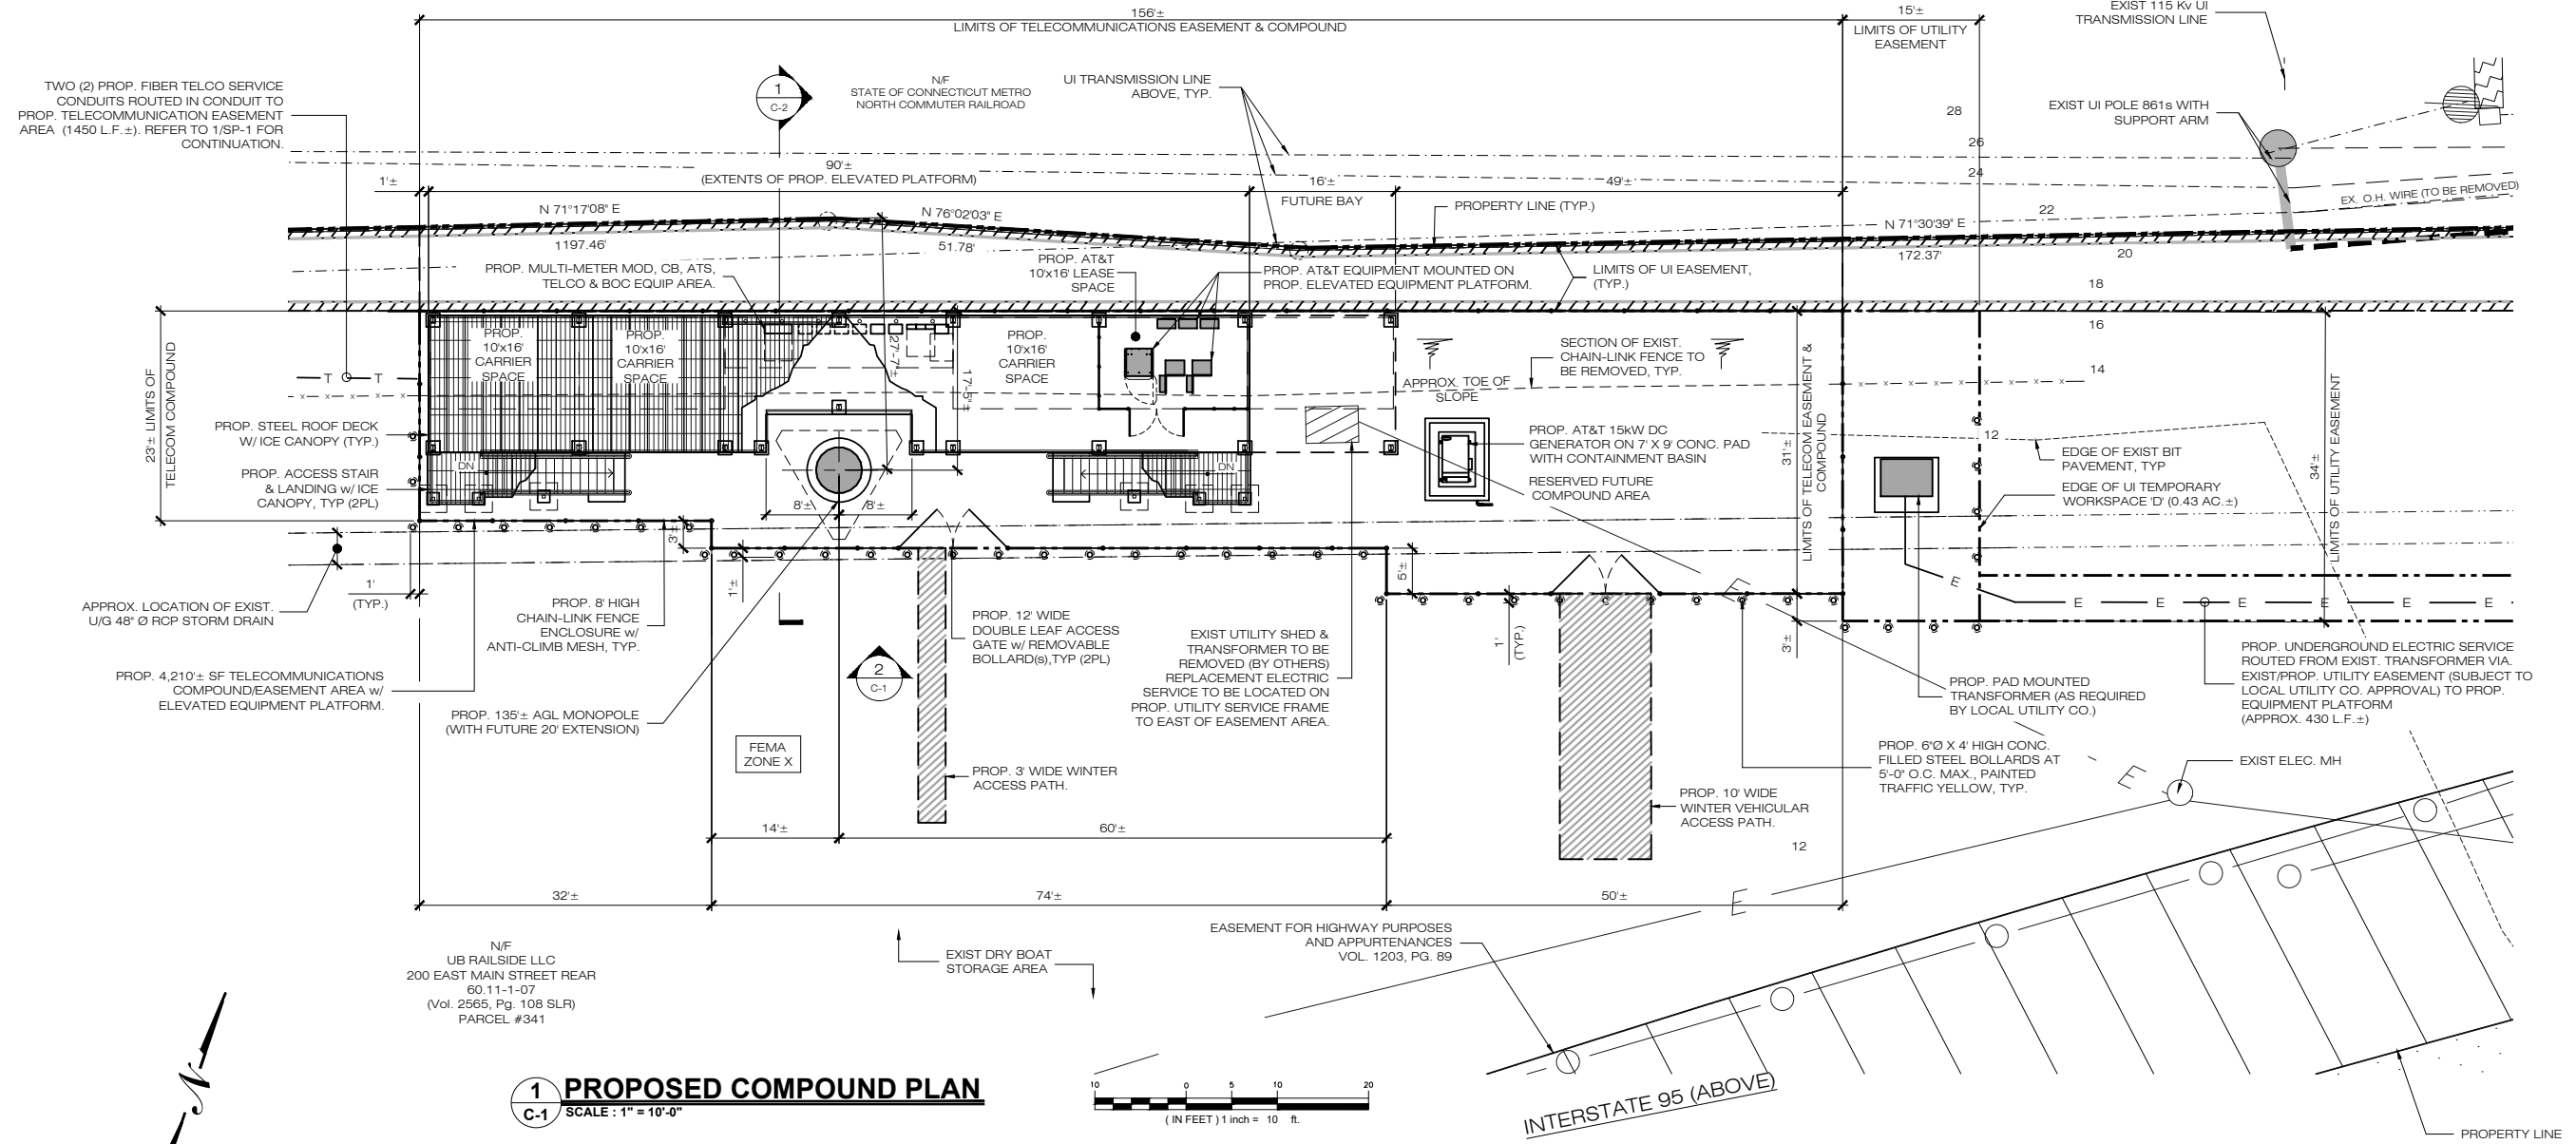 156'±
LIMITS OF TELECOMMUNICATIONS EASEMENT & COMPOUND
15'±
LIMITS OF UTILITY
EASEMENT
EXIST 115 Kv UI
TRANSMISSION LINE
TWO (2) PROP. FIBER TELCO SERVICE
CONDUITS ROUTED IN CONDUIT TO
PROP. TELECOMMUNICATION EASEMENT
AREA (1450 L.F.±). REFER TO 1/SP-1 FOR
CONTINUATION.
1
C-2
N/F
STATE OF CONNECTICUT METRO
NORTH COMMUTER RAILROAD
UI TRANSMISSION LINE
ABOVE, TYP.
EXIST UI POLE 861s WITH
SUPPORT ARM
28
26
24
22
20
18
16
14
12
1'±
90'±
(EXTENTS OF PROP. ELEVATED PLATFORM)
16'±
FUTURE BAY
49'±
EX. O.H. WIRE (TO BE REMOVED)
N 71°17'08" E
1197.46'
N 76°02'03" E
51.78'
PROPERTY LINE (TYP.)
N 71°30'39" E
172.37'
PROP. MULTI-METER MOD, CB, ATS,
TELCO & BOC EQUIP AREA.
PROP. AT&T
10'x16' LEASE
SPACE
PROP. AT&T EQUIPMENT MOUNTED ON
PROP. ELEVATED EQUIPMENT PLATFORM.
LIMITS OF UI EASEMENT,
(TYP.)
23'± LIMITS OF
TELECOM COMPOUND
PROP.
10'x16'
CARRIER
SPACE
PROP.
10'x16'
CARRIER
SPACE
27'-7"±
17'-5"±
PROP.
10'x16'
CARRIER
SPACE
SECTION OF EXIST.
CHAIN-LINK FENCE TO
BE REMOVED, TYP.
APPROX. TOE OF
SLOPE
T
T
PROP. STEEL ROOF DECK
W/ ICE CANOPY (TYP.)
PROP. ACCESS STAIR
& LANDING w/ ICE
CANOPY, TYP (2PL)
DN
DN
8'±
8'±
PROP. AT&T 15kW DC
GENERATOR ON 7' X 9' CONC. PAD
WITH CONTAINMENT BASIN
RESERVED FUTURE
COMPOUND AREA
31'±
LIMITS OF TELECOM EASEMENT &
COMPOUND
34'±
LIMITS OF UTILITY EASEMENT
EDGE OF EXIST BIT
PAVEMENT, TYP
EDGE OF UI TEMPORARY
WORKSPACE 'D' (0.43 AC.±)
3'±
1'±
5'±
1'
(TYP.)
1'
(TYP.)
3'±
E
E
E
E
E
E
E
E
APPROX. LOCATION OF EXIST.
U/G 48" Ø RCP STORM DRAIN
PROP. 8' HIGH
CHAIN-LINK FENCE
ENCLOSURE w/
ANTI-CLIMB MESH, TYP.
PROP. 12' WIDE
DOUBLE LEAF ACCESS
GATE w/ REMOVABLE
BOLLARD(s),TYP (2PL)
EXIST UTILITY SHED &
TRANSFORMER TO BE
REMOVED (BY OTHERS)
REPLACEMENT ELECTRIC
SERVICE TO BE LOCATED ON
PROP. UTILITY SERVICE FRAME
TO EAST OF EASEMENT AREA.
PROP. 4,210'± SF TELECOMMUNICATIONS
COMPOUND/EASEMENT AREA w/
ELEVATED EQUIPMENT PLATFORM.
2
C-1
PROP. 135'± AGL MONOPOLE
(WITH FUTURE 20' EXTENSION)
PROP. PAD MOUNTED
TRANSFORMER (AS REQUIRED
BY LOCAL UTILITY CO.)
PROP. UNDERGROUND ELECTRIC SERVICE
ROUTED FROM EXIST. TRANSFORMER VIA.
EXIST/PROP. UTILITY EASEMENT (SUBJECT TO
LOCAL UTILITY CO. APPROVAL) TO PROP.
EQUIPMENT PLATFORM
(APPROX. 430 L.F.±)
FEMA
ZONE X
PROP. 3' WIDE WINTER
ACCESS PATH.
PROP. 6"Ø X 4' HIGH CONC.
FILLED STEEL BOLLARDS AT
5'-0" O.C. MAX., PAINTED
TRAFFIC YELLOW, TYP.
EXIST ELEC. MH
E
PROP. 10' WIDE
WINTER VEHICULAR
ACCESS PATH.
14'±
60'±
12
32'±
74'±
50'±
E
N/F
UB RAILSIDE LLC
200 EAST MAIN STREET REAR
60.11-1-07
(Vol. 2565, Pg. 108 SLR)
PARCEL #341
EXIST DRY BOAT
STORAGE AREA
EASEMENT FOR HIGHWAY PURPOSES
AND APPURTENANCES
VOL. 1203, PG. 89
N
1
C-1
PROPOSED COMPOUND PLAN
SCALE : 1" = 10'-0"
10 0 5 10 20
( IN FEET ) 1 inch = 10 ft.
INTERSTATE 95 (ABOVE)
PROPERTY LINE